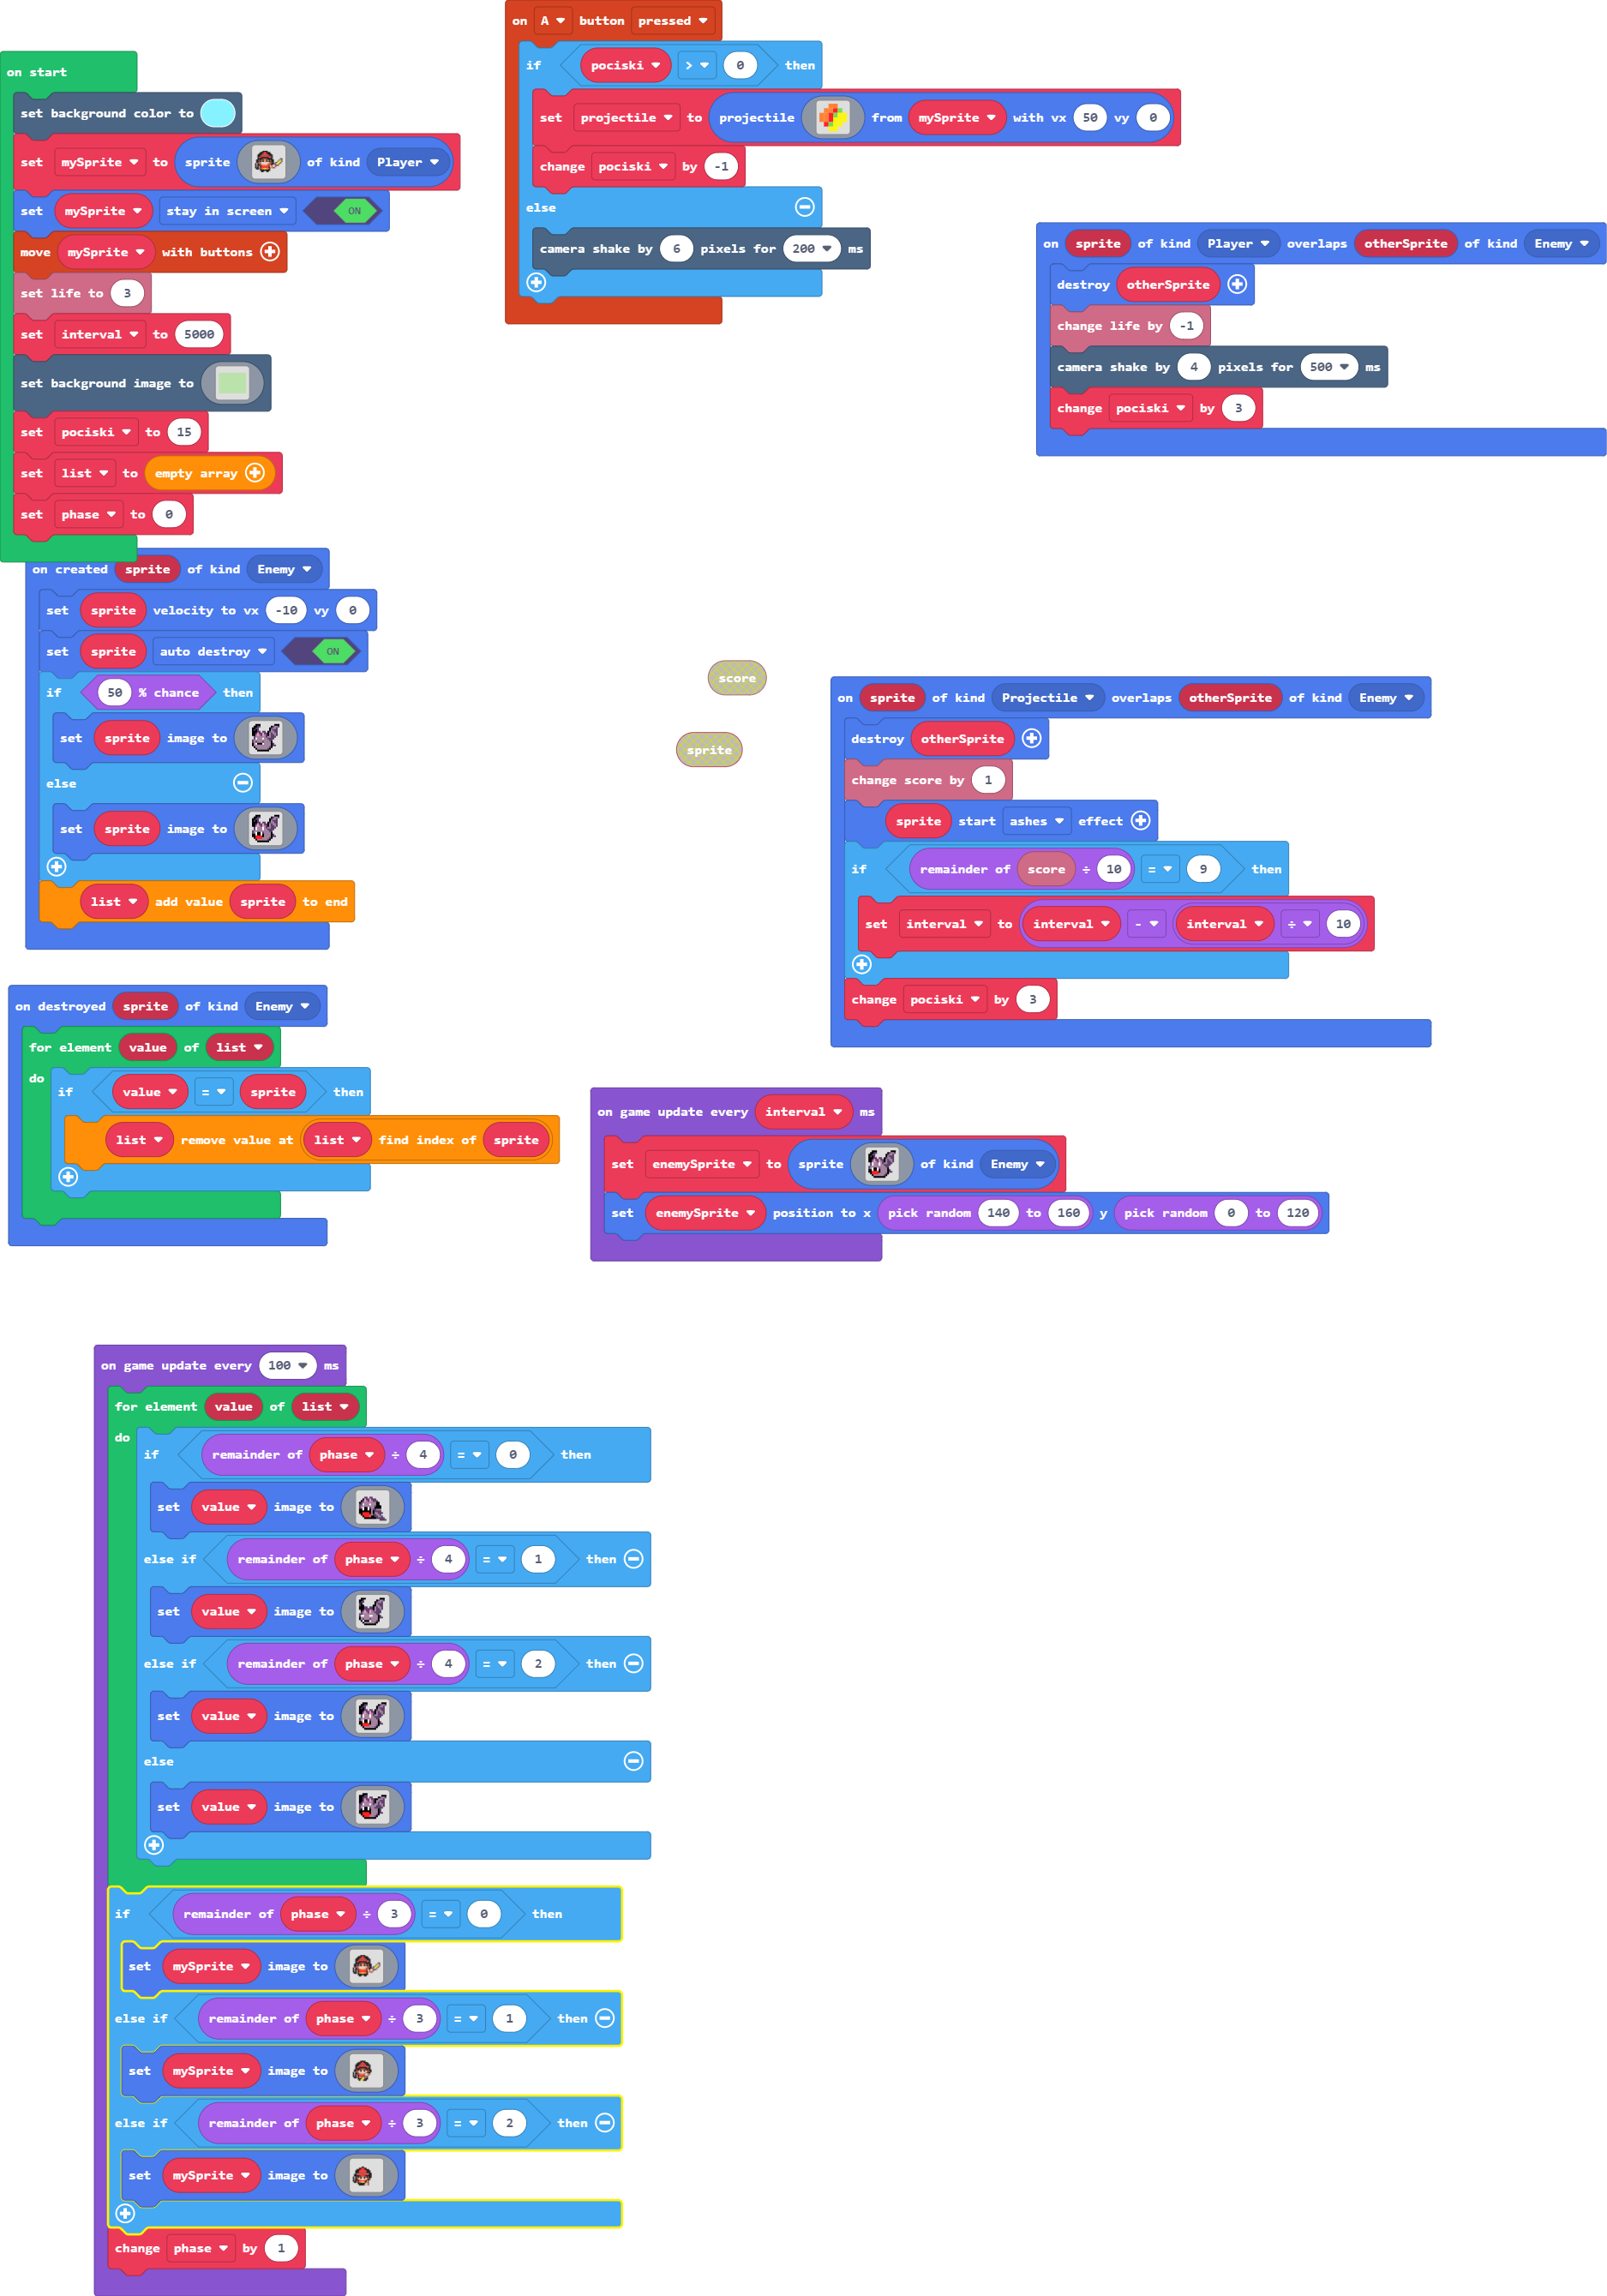 on start
set background color to
set mySprite to sprite of kind Player
set mySprite stay in screen ON
move mySprite with buttons
set life to 3
set interval to 5000
set background image to
set pociski to 15
set list to empty array
set phase to 0
on A button pressed
if pociski > 0 then
set projectile to projectile from mySprite with vx 50 vy 0
change pociski by -1
else
camera shake by 6 pixels for 200 ms
on sprite of kind Player overlaps otherSprite of kind Enemy
destroy otherSprite
change life by -1
camera shake by 4 pixels for 500 ms
change pociski by 3
on created sprite of kind Enemy
set sprite velocity to vx -10 vy 0
set sprite auto destroy ON
if 50 % chance then
set sprite image to
else
set sprite image to
list add value sprite to end
score
sprite
on sprite of kind Projectile overlaps otherSprite of kind Enemy
destroy otherSprite
change score by 1
sprite start ashes effect
if remainder of score ÷ 10 = 9 then
set interval to interval - interval ÷ 10
change pociski by 3
on destroyed sprite of kind Enemy
for element value of list
do if value = sprite then
list remove value at list find index of sprite
on game update every interval ms
set enemySprite to sprite of kind Enemy
set enemySprite position to x pick random 140 to 160 y pick random 0 to 120
on game update every 100 ms
for element value of list
do if remainder of phase ÷ 4 = 0 then
set value image to
else if remainder of phase ÷ 4 = 1 then
set value image to
else if remainder of phase ÷ 4 = 2 then
set value image to
else
set value image to
if remainder of phase ÷ 3 = 0 then
set mySprite image to
else if remainder of phase ÷ 3 = 1 then
set mySprite image to
else if remainder of phase ÷ 3 = 2 then
set mySprite image to
change phase by 1